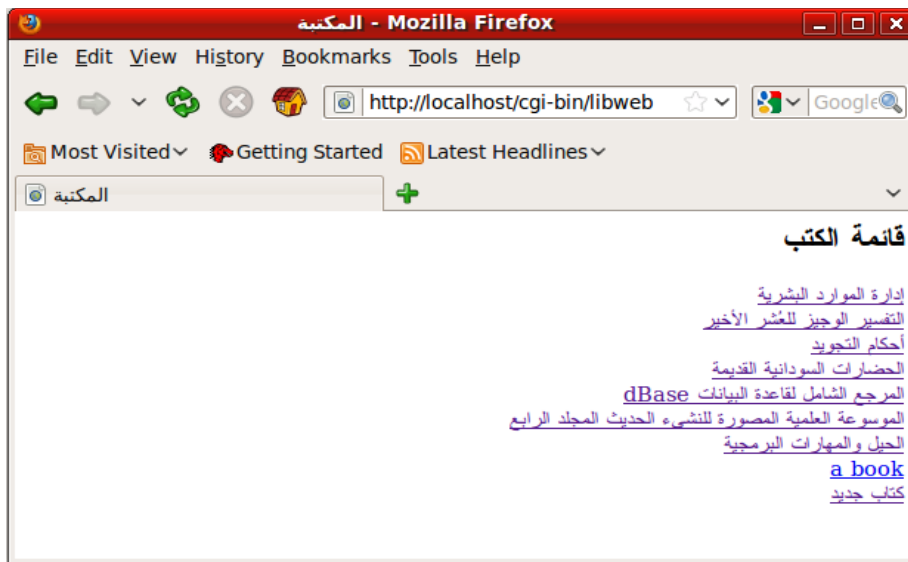 المكتبة - Mozilla Firefox
File Edit View History Bookmarks Tools Help
http://localhost/cgi-bin/libweb Google
Most Visited Getting Started Latest Headlines
المكتبة
قائمة الكتب
إدارة الموارد البشرية
التفسير الوجيز للعُشر الأخير
أحكام التجويد
الحضارات السودانية القديمة
المرجع الشامل لقاعدة البيانات dBase
الموسوعة العلمية المصورة للنشيء الحديث المجلد الرابع
الحيل والمهارات البرمجية
a book
كتاب جديد